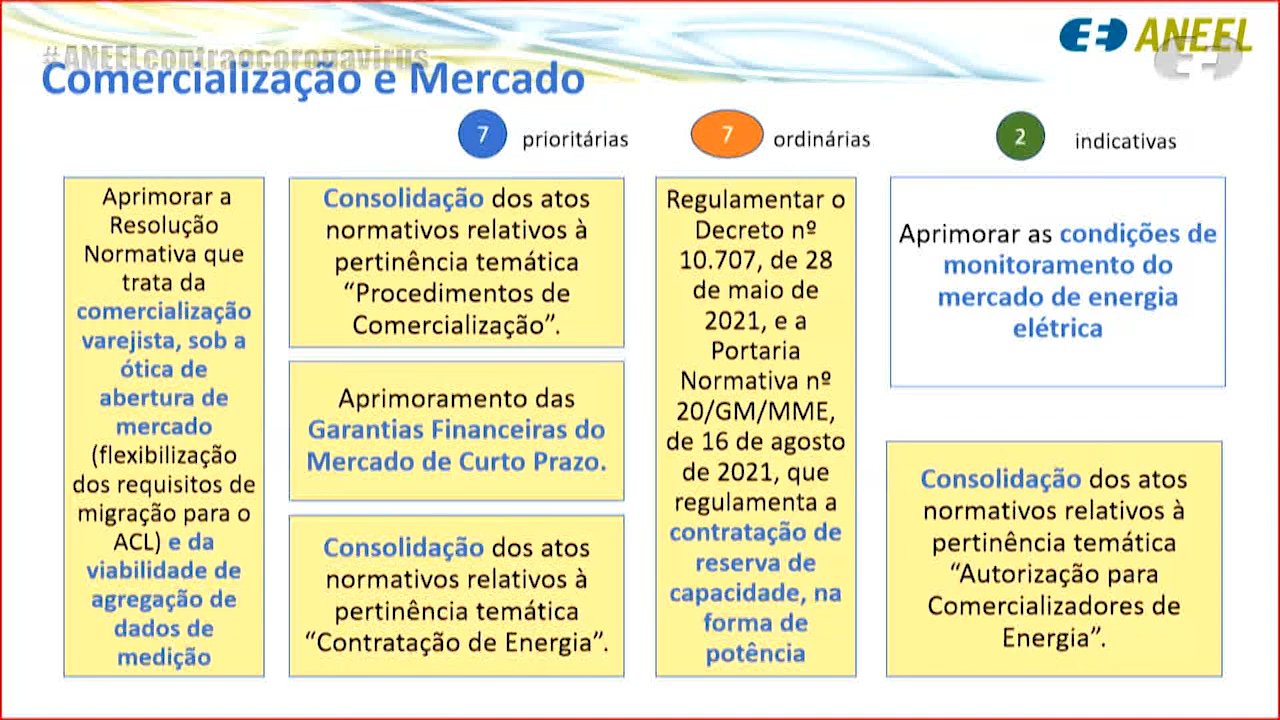 #ANEELcontraocoronavirus
ANEEL
Comercialização e Mercado
7 prioritárias
7 ordinárias
2 indicativas
Aprimorar a
Resolução
Normativa que
trata da
comercialização
varejista, sob a
ótica de
abertura de
mercado
(flexibilização
dos requisitos de
migração para o
ACL) e da
viabilidade de
agregação de
dados de
medição
Consolidação dos atos
normativos relativos à
pertinência temática
“Procedimentos de
Comercialização”.
Aprimoramento das
Garantias Financeiras do
Mercado de Curto Prazo.
Consolidação dos atos
normativos relativos à
pertinência temática
“Contratação de Energia”.
Regulamentar o
Decreto nº
10.707, de 28
de maio de
2021, e a
Portaria
Normativa nº
20/GM/MME,
de 16 de agosto
de 2021, que
regulamenta a
contratação de
reserva de
capacidade, na
forma de
potência
Aprimorar as condições de
monitoramento do
mercado de energia
elétrica
Consolidação dos atos
normativos relativos à
pertinência temática
“Autorização para
Comercializadores de
Energia”.